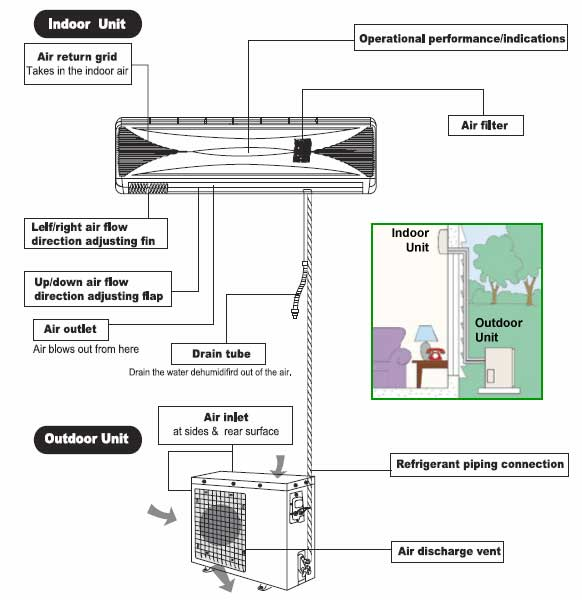 Indoor Unit
Air return grid
Takes in the indoor air
Operational performance/indications
Air filter
Lelf/right air flow
direction adjusting fin
Up/down air flow
direction adjusting flap
Air outlet
Air blows out from here
Drain tube
Drain the water dehumidifird out of the air.
Indoor
Unit
Outdoor
Unit
Outdoor Unit
Air inlet
at sides & rear surface
Refrigerant piping connection
Air discharge vent